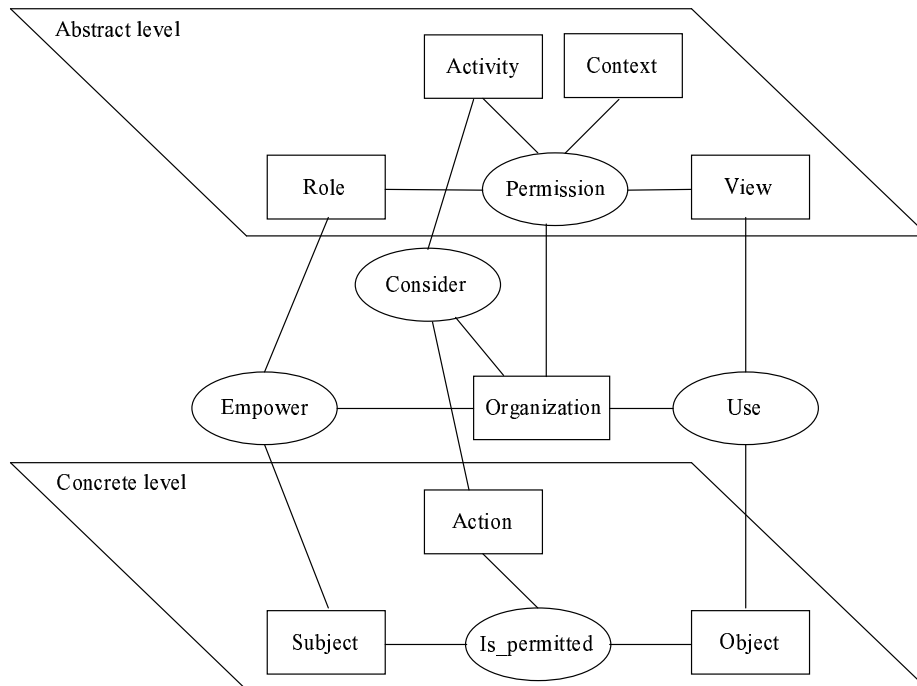 Abstract level
Activity
Context
Role
Permission
View
Consider
Empower
Organization
Use
Concrete level
Action
Subject
Is_permitted
Object